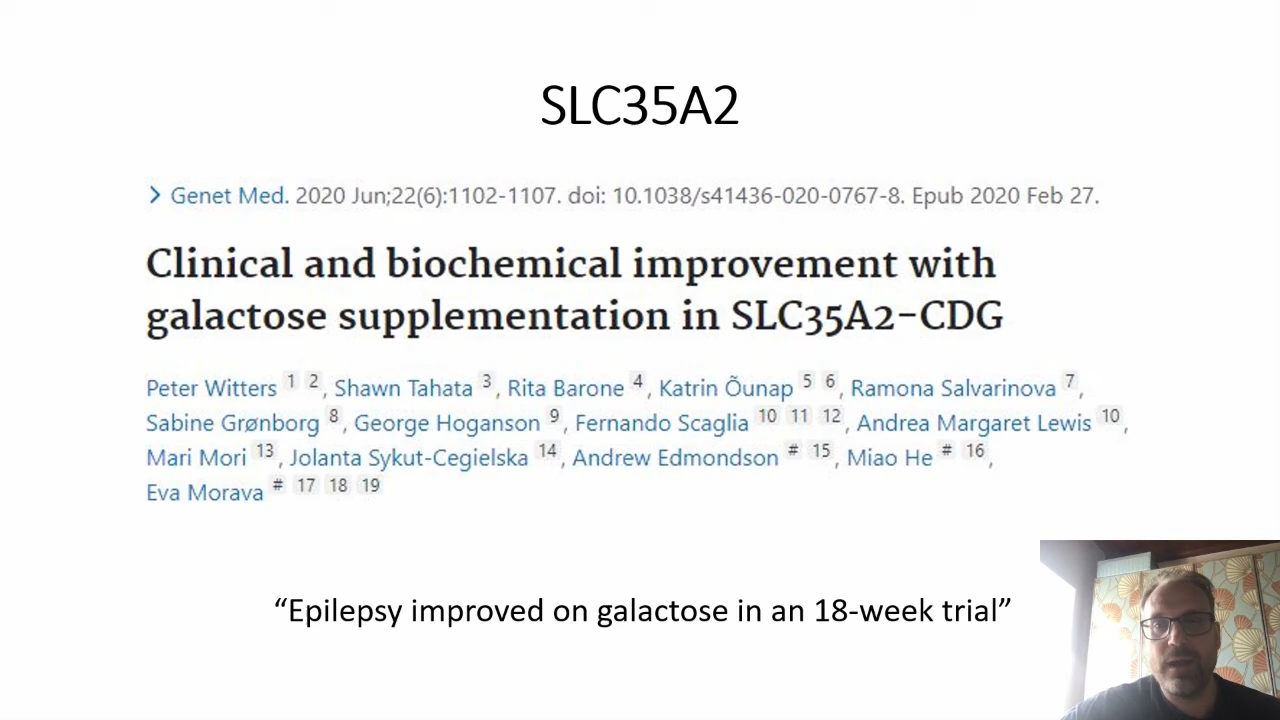 SLC35A2
> Genet Med. 2020 Jun;22(6):1102-1107. doi: 10.1038/s41436-020-0767-8. Epub 2020 Feb 27.
Clinical and biochemical improvement with
galactose supplementation in SLC35A2-CDG
Peter Witters 1 2, Shawn Tahata 3, Rita Barone 4, Katrin Õunap 5 6, Ramona Salvarinova 7,
Sabine Grønborg 8, George Hoganson 9, Fernando Scaglia 10 11 12, Andrea Margaret Lewis 10,
Mari Mori 13, Jolanta Sykut-Cegielska 14, Andrew Edmondson # 15, Miao He # 16,
Eva Morava # 17 18 19
“Epilepsy improved on galactose in an 18-week trial”